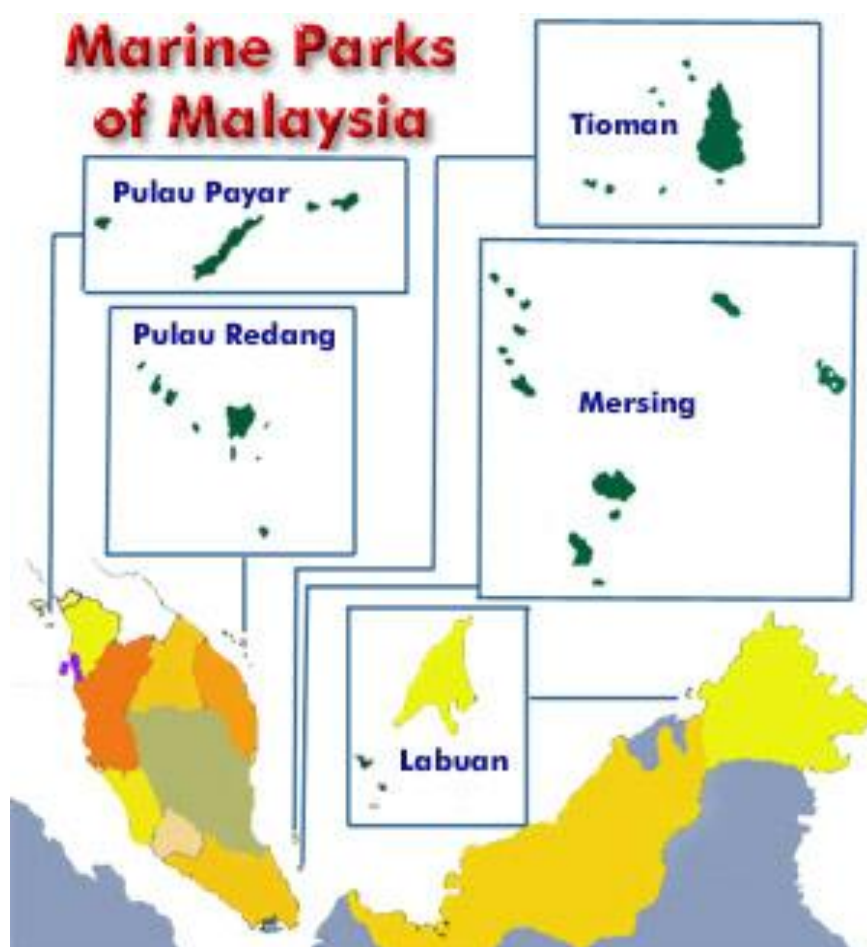 Marine Parks
of Malaysia
Tioman
Pulau Payar
Pulau Redang
Mersing
Labuan